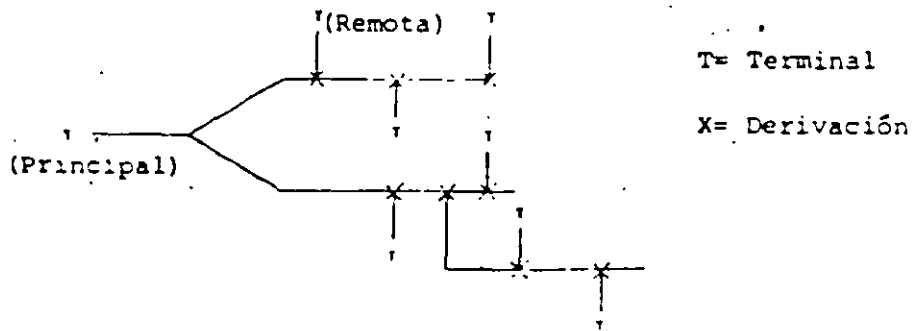 T T
(Remota)
T= Terminal
T
T T
X= Derivación
(Principal)
T
T
T